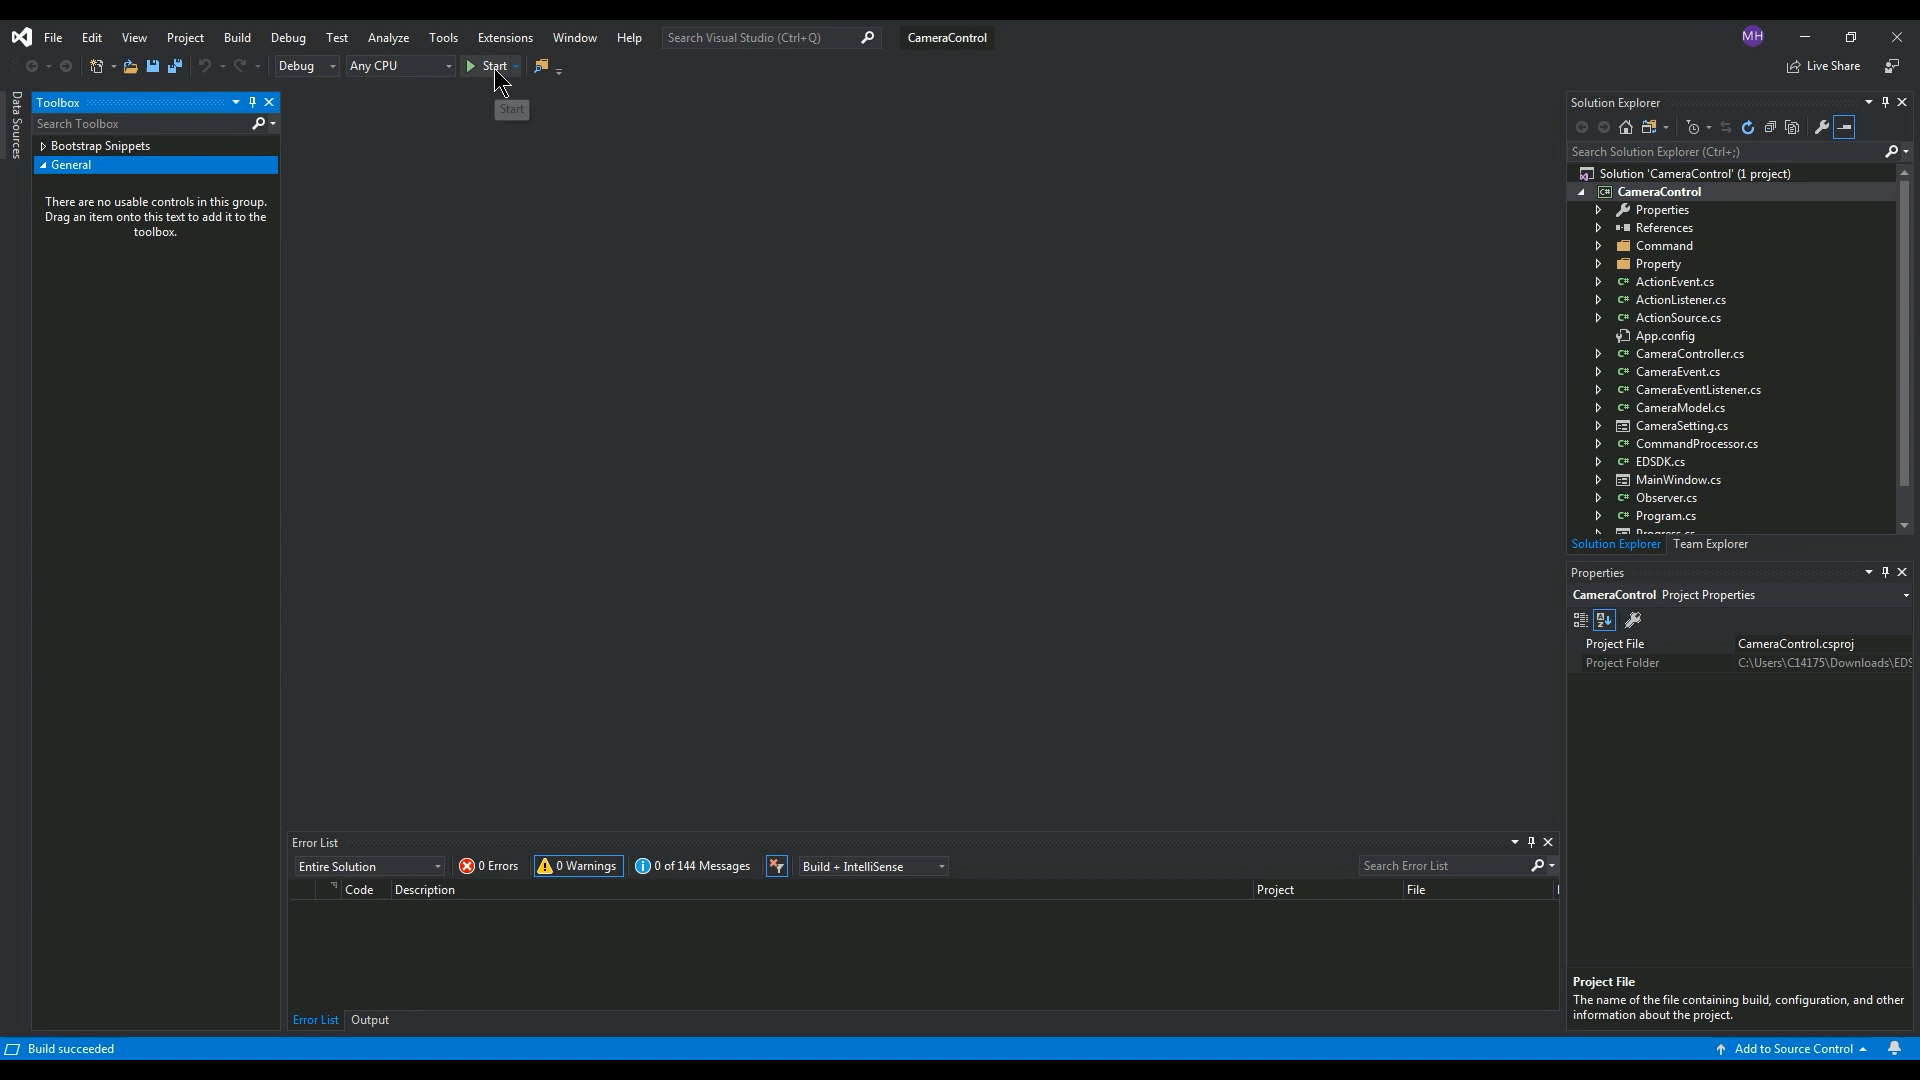 File Edit View Project Build Debug Test Analyze Tools Extensions Window Help Search Visual Studio (Ctrl+Q) CameraControl MH
Debug Any CPU Start Live Share
Start
Data Sources
Toolbox
Search Toolbox
Bootstrap Snippets
General
There are no usable controls in this group.
Drag an item onto this text to add it to the
toolbox.
Solution Explorer
Search Solution Explorer (Ctrl+;)
Solution 'CameraControl' (1 project)
C# CameraControl
Properties
References
Command
Property
C# ActionEvent.cs
C# ActionListener.cs
C# ActionSource.cs
App.config
C# CameraController.cs
C# CameraEvent.cs
C# CameraEventListener.cs
C# CameraModel.cs
CameraSetting.cs
C# CommandProcessor.cs
C# EDSDK.cs
MainWindow.cs
C# Observer.cs
C# Program.cs
Progress.cs
Solution Explorer Team Explorer
Properties
CameraControl Project Properties
Project File CameraControl.csproj
Project Folder C:\Users\C14175\Downloads\EDS
Project File
The name of the file containing build, configuration, and other
information about the project.
Error List
Entire Solution 0 Errors 0 Warnings 0 of 144 Messages Build + IntelliSense Search Error List
Code Description Project File
Error List Output
Build succeeded Add to Source Control